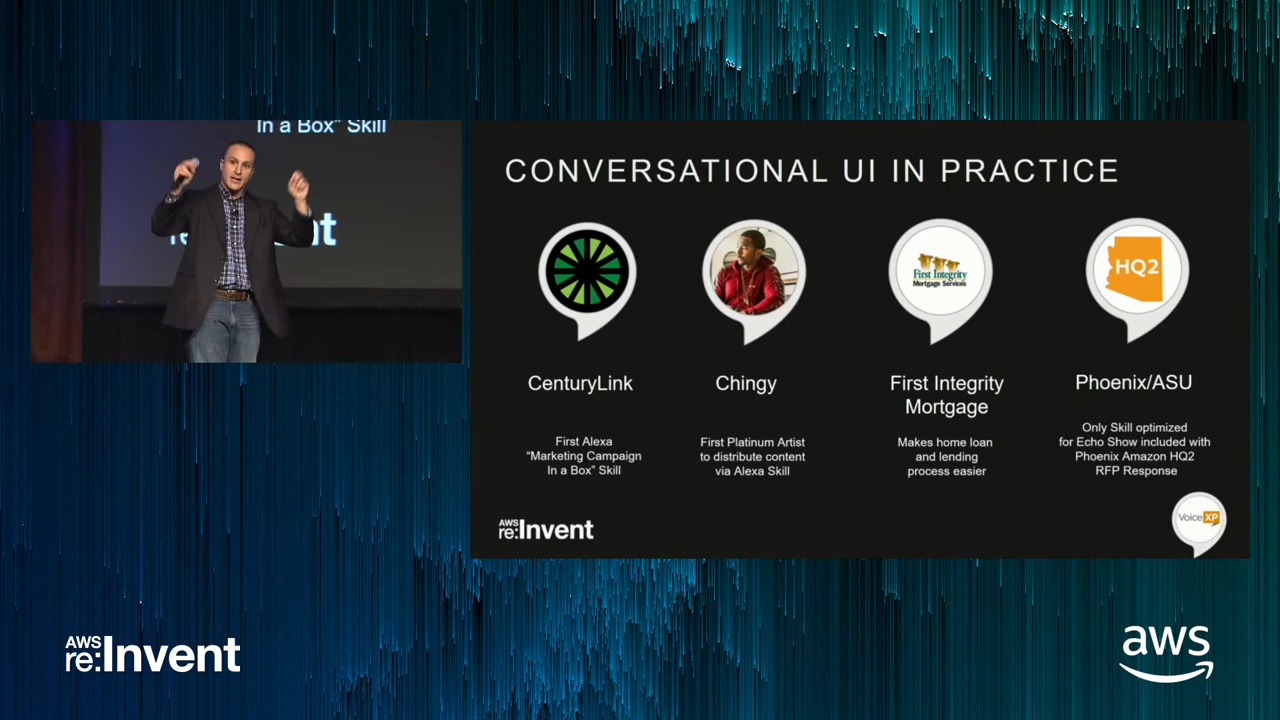 In a Box” Skill
CONVERSATIONAL UI IN PRACTICE
First Integrity
Mortgage Services
HQ2
CenturyLink
Chingy
First Integrity
Mortgage
Phoenix/ASU
First Alexa
“Marketing Campaign
In a Box” Skill
First Platinum Artist
to distribute content
via Alexa Skill
Makes home loan
and lending
process easier
Only Skill optimized
for Echo Show included with
Phoenix Amazon HQ2
RFP Response
AWS
re:Invent
VoiceXP
AWS
re:Invent
aws